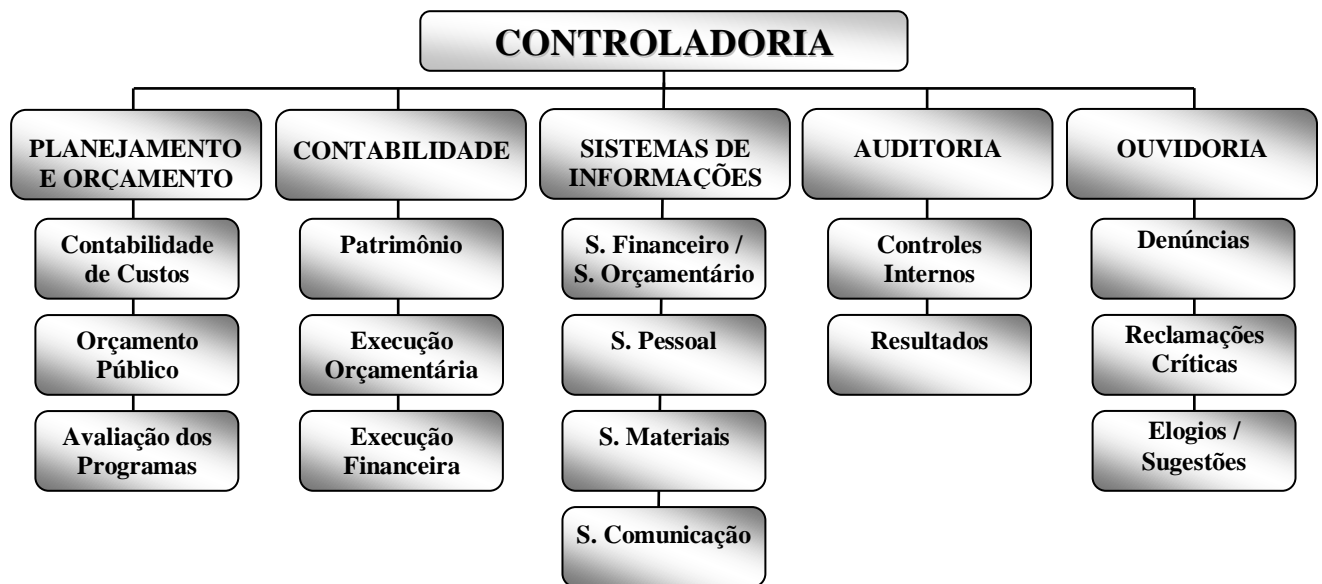 CONTROLADORIA
PLANEJAMENTO
E ORÇAMENTO
CONTABILIDADE
SISTEMAS DE
INFORMAÇÕES
AUDITORIA
OUVIDORIA
Contabilidade
de Custos
Orçamento
Público
Avaliação dos
Programas
Patrimônio
Execução
Orçamentária
Execução
Financeira
S. Financeiro /
S. Orçamentário
S. Pessoal
S. Materiais
S. Comunicação
Controles
Internos
Resultados
Denúncias
Reclamações
Críticas
Elogios /
Sugestões